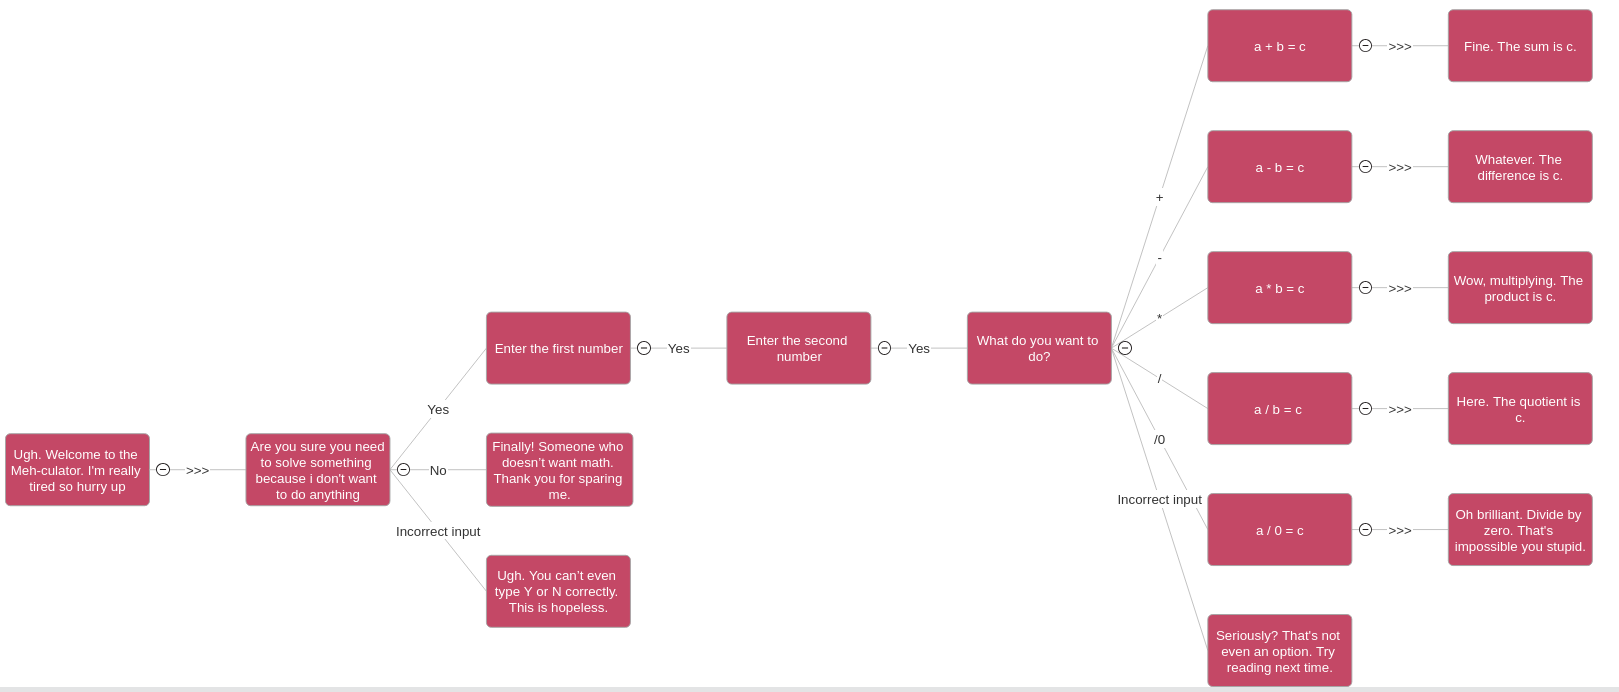 Ugh. Welcome to the
Meh-culator. I'm really
tired so hurry up
>>>
Are you sure you need
to solve something
because i don't want
to do anything
Yes
Enter the first number
Yes
Enter the second
number
Yes
What do you want to
do?
No
Finally! Someone who
doesn’t want math.
Thank you for sparing
me.
Incorrect input
Ugh. You can’t even
type Y or N correctly.
This is hopeless.
+
a + b = c
>>>
Fine. The sum is c.
-
a - b = c
>>>
Whatever. The
difference is c.
*
a * b = c
>>>
Wow, multiplying. The
product is c.
/
a / b = c
>>>
Here. The quotient is
c.
/0
a / 0 = c
>>>
Oh brilliant. Divide by
zero. That's
impossible you stupid.
Incorrect input
Seriously? That's not
even an option. Try
reading next time.